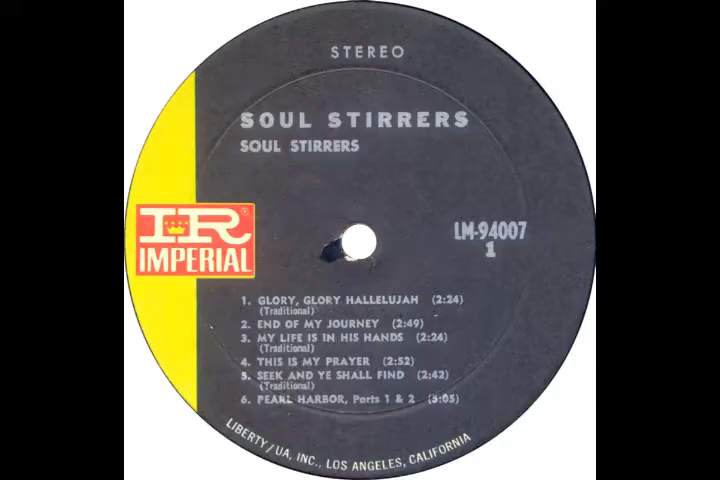 STEREO
SOUL STIRRERS
SOUL STIRRERS
IR®
IMPERIAL
LM-94007
1
1. GLORY, GLORY HALLELUJAH (2:24)
(Traditional)
2. END OF MY JOURNEY (2:49)
3. MY LIFE IS IN HIS HANDS (2:24)
(Traditional)
4. THIS IS MY PRAYER (2:52)
5. SEEK AND YE SHALL FIND (2:42)
(Traditional)
6. PEARL HARBOR, Parts 1 & 2 (5:05)
LIBERTY/UA, INC., LOS ANGELES, CALIFORNIA